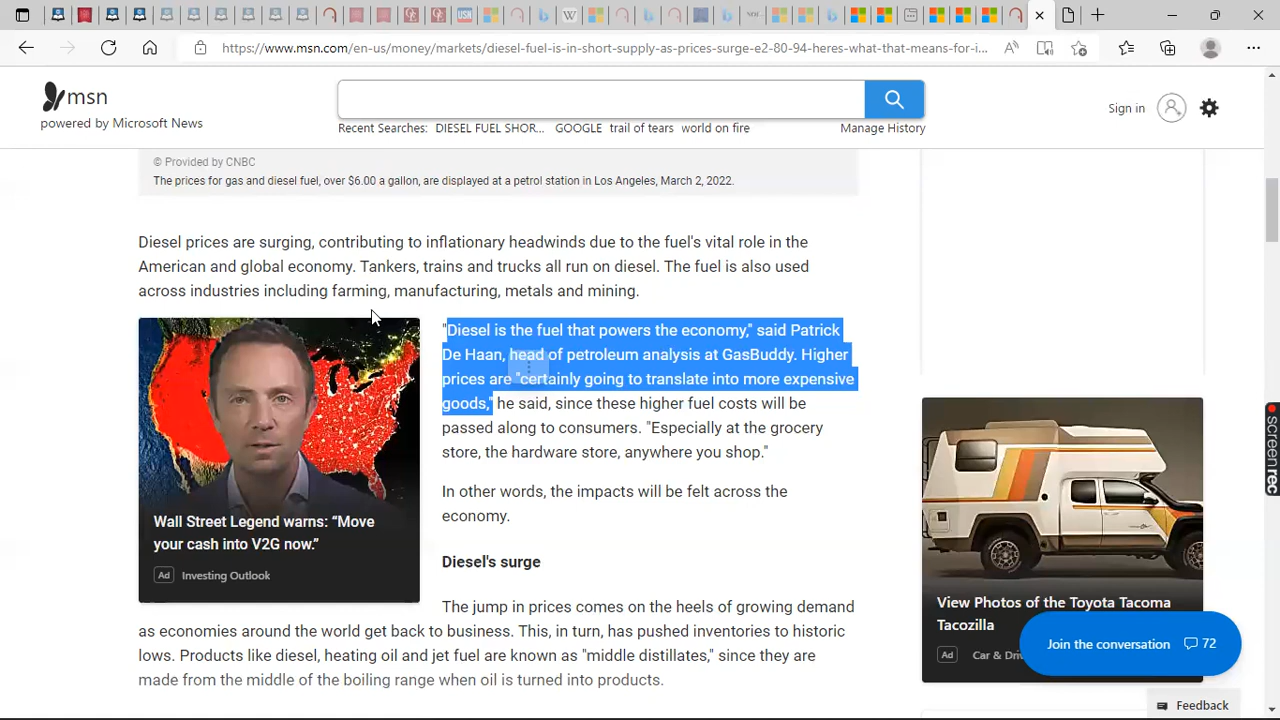 https://www.msn.com/en-us/money/markets/diesel-fuel-is-in-short-supply-as-prices-surge-e2-80-94-heres-what-that-means-for-i...
msn
powered by Microsoft News
Recent Searches: DIESEL FUEL SHOR... GOOGLE trail of tears world on fire
Manage History
Sign in
© Provided by CNBC
The prices for gas and diesel fuel, over $6.00 a gallon, are displayed at a petrol station in Los Angeles, March 2, 2022.
Diesel prices are surging, contributing to inflationary headwinds due to the fuel's vital role in the
American and global economy. Tankers, trains and trucks all run on diesel. The fuel is also used
across industries including farming, manufacturing, metals and mining.
"Diesel is the fuel that powers the economy," said Patrick
De Haan, head of petroleum analysis at GasBuddy. Higher
prices are "certainly going to translate into more expensive
goods," he said, since these higher fuel costs will be
passed along to consumers. "Especially at the grocery
store, the hardware store, anywhere you shop."
In other words, the impacts will be felt across the
economy.
Diesel's surge
The jump in prices comes on the heels of growing demand
as economies around the world get back to business. This, in turn, has pushed inventories to historic
lows. Products like diesel, heating oil and jet fuel are known as "middle distillates," since they are
made from the middle of the boiling range when oil is turned into products.
Wall Street Legend warns: “Move
your cash into V2G now.”
Ad Investing Outlook
View Photos of the Toyota Tacoma
Tacozilla
Ad Car & Dri
Join the conversation 72
Feedback
screenrec